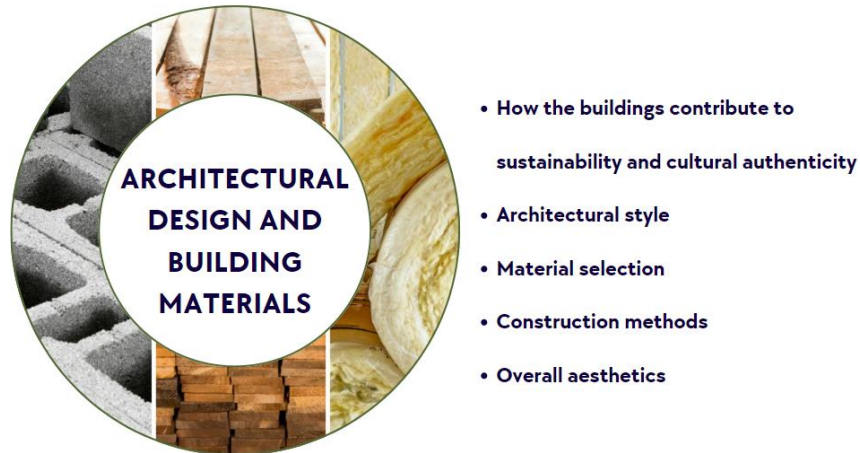 ARCHITECTURAL
DESIGN AND
BUILDING
MATERIALS
• How the buildings contribute to
sustainability and cultural authenticity
• Architectural style
• Material selection
• Construction methods
• Overall aesthetics